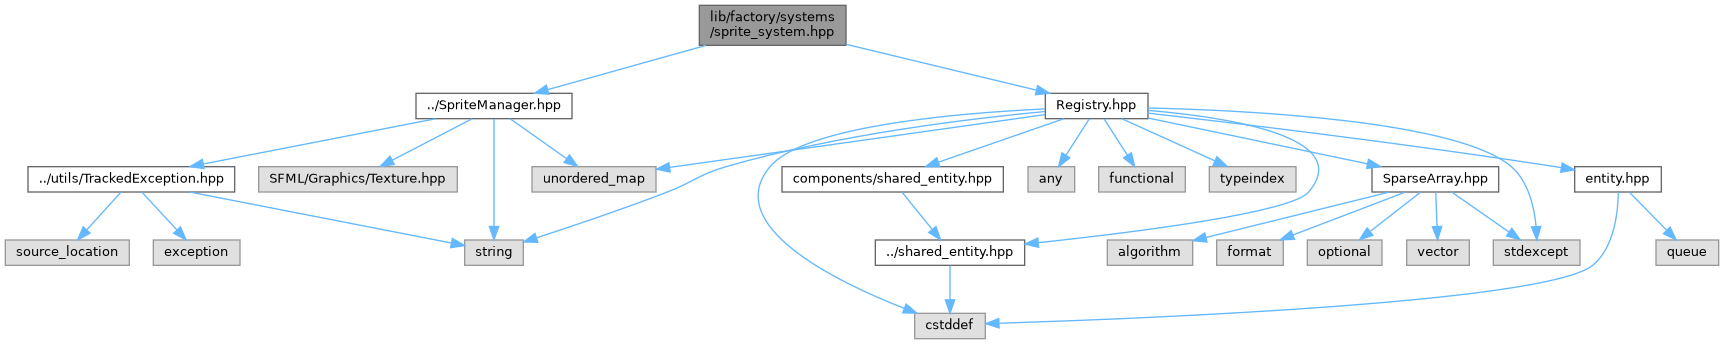 lib/factory/systems
/sprite_system.hpp
../SpriteManager.hpp
Registry.hpp
../utils/TrackedException.hpp
SFML/Graphics/Texture.hpp
unordered_map
components/shared_entity.hpp
any
functional
typeindex
SparseArray.hpp
entity.hpp
source_location
exception
string
../shared_entity.hpp
algorithm
format
optional
vector
stdexcept
queue
cstddef